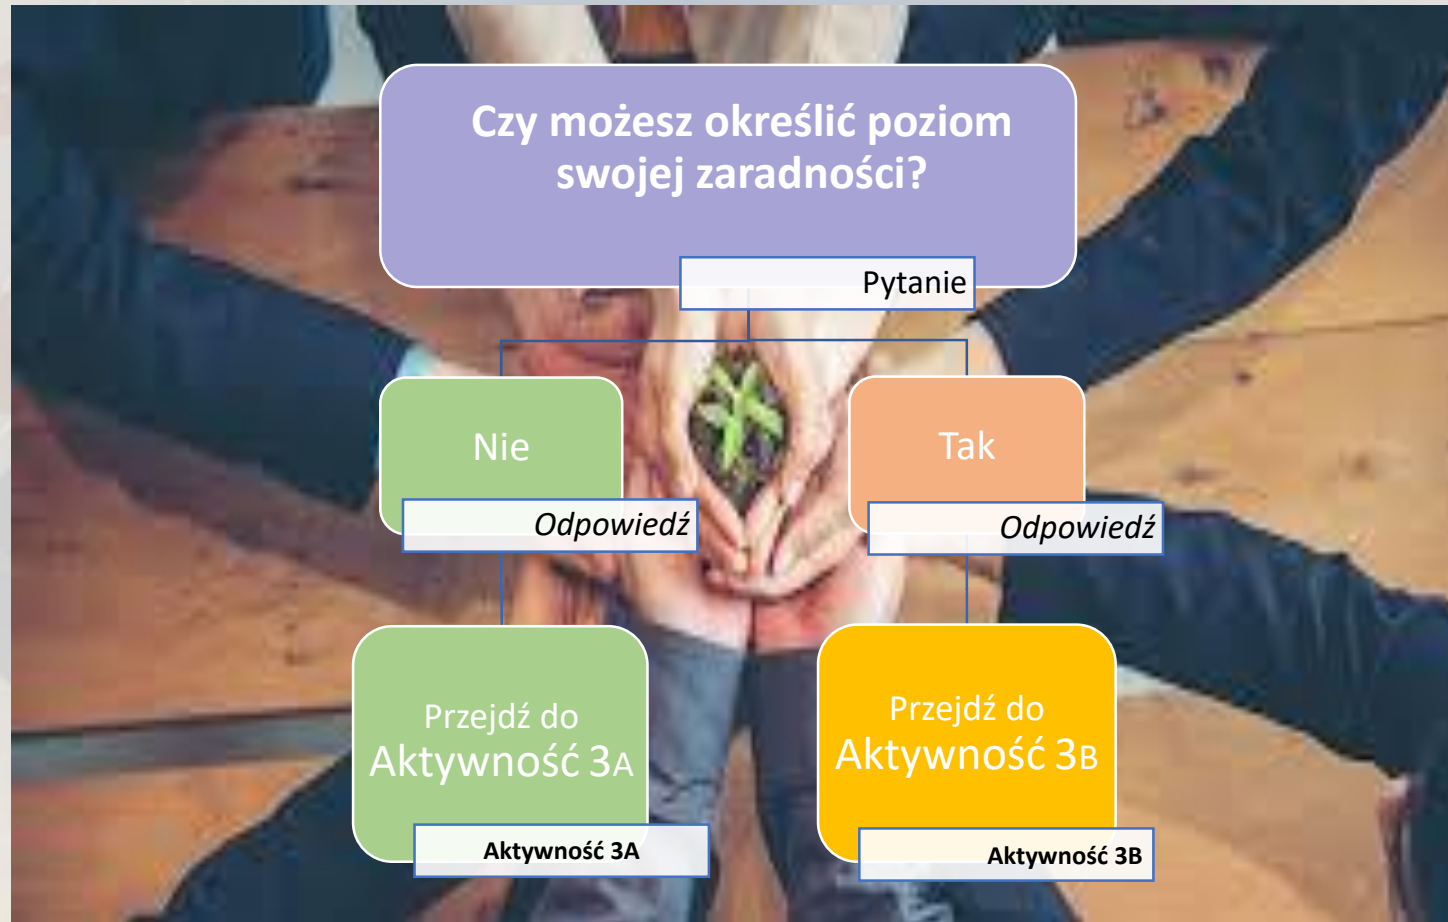 Czy możesz określić poziom
swojej zaradności?
Pytanie
Nie
Odpowiedź
Tak
Odpowiedź
Przejdź do
Aktywność 3A
Aktywność 3A
Przejdź do
Aktywność 3B
Aktywność 3B